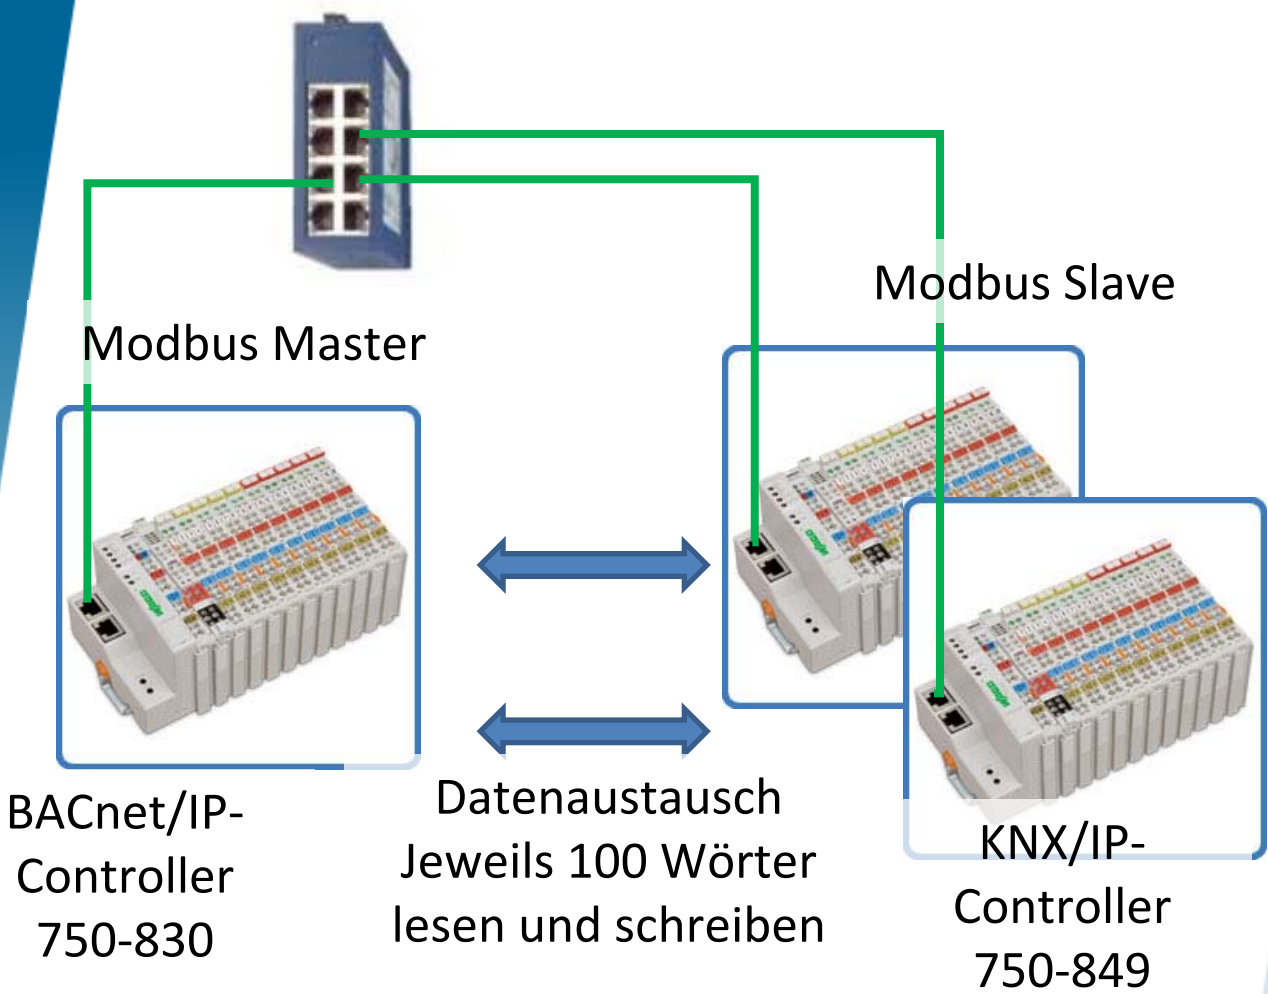 Modbus Slave
Modbus Master
BACnet/IP-
Controller
750-830
Datenaustausch
Jeweils 100 Wörter
lesen und schreiben
KNX/IP-
Controller
750-849